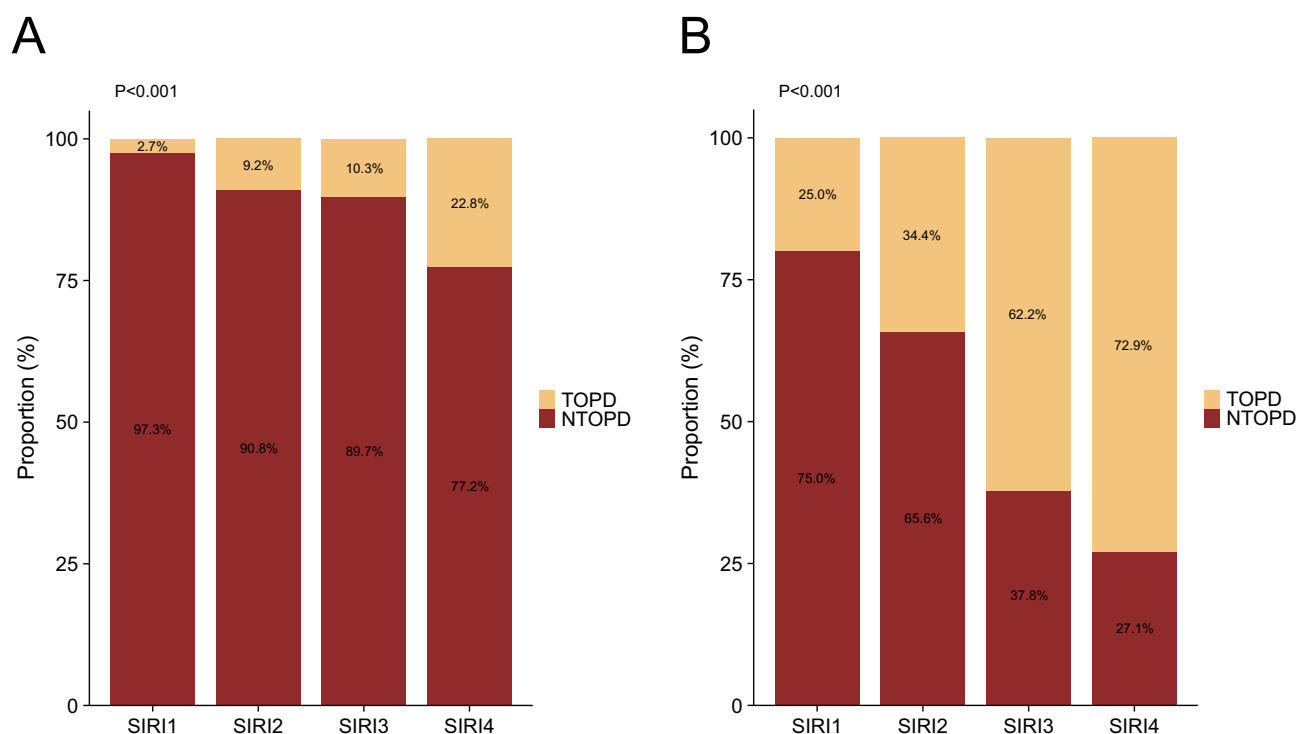 A
P<0.001
Proportion (%)
100
75
50
25
0
2.7%
9.2%
10.3%
22.8%
97.3%
90.8%
89.7%
77.2%
SIRI1
SIRI2
SIRI3
SIRI4
TOPD
NTOPD
B
P<0.001
Proportion (%)
100
75
50
25
0
25.0%
34.4%
62.2%
72.9%
75.0%
65.6%
37.8%
27.1%
SIRI1
SIRI2
SIRI3
SIRI4
TOPD
NTOPD